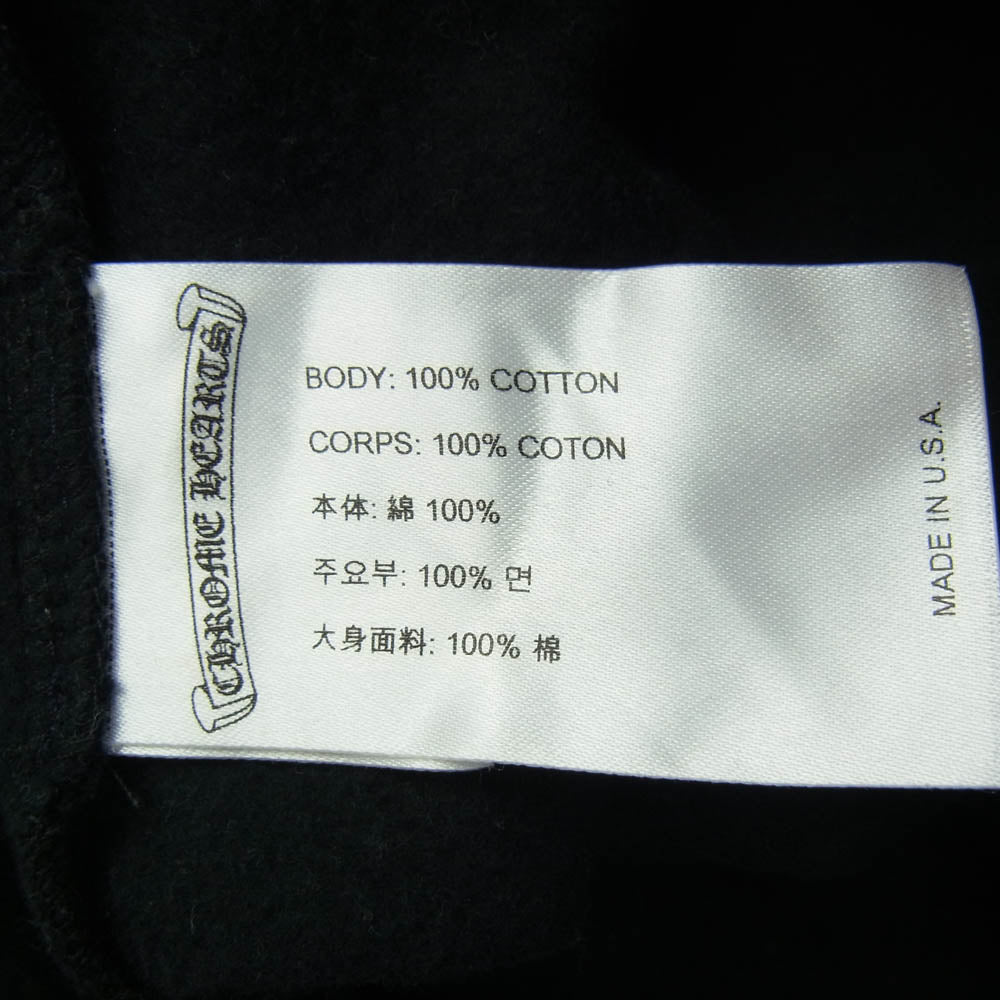 CHROME HEARTS
BODY: 100% COTTON
CORPS: 100% COTON
本体: 綿 100%
주요부: 100% 면
大身面料: 100% 棉
MADE IN U.S.A.